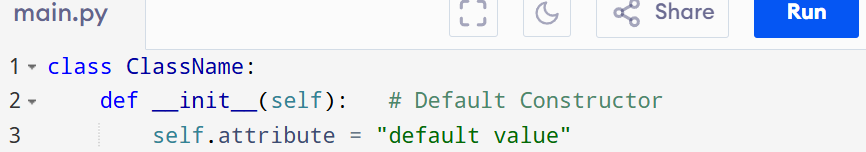 main.py Share Run
1 class ClassName:
2 def __init__(self): # Default Constructor
3 self.attribute = "default value"